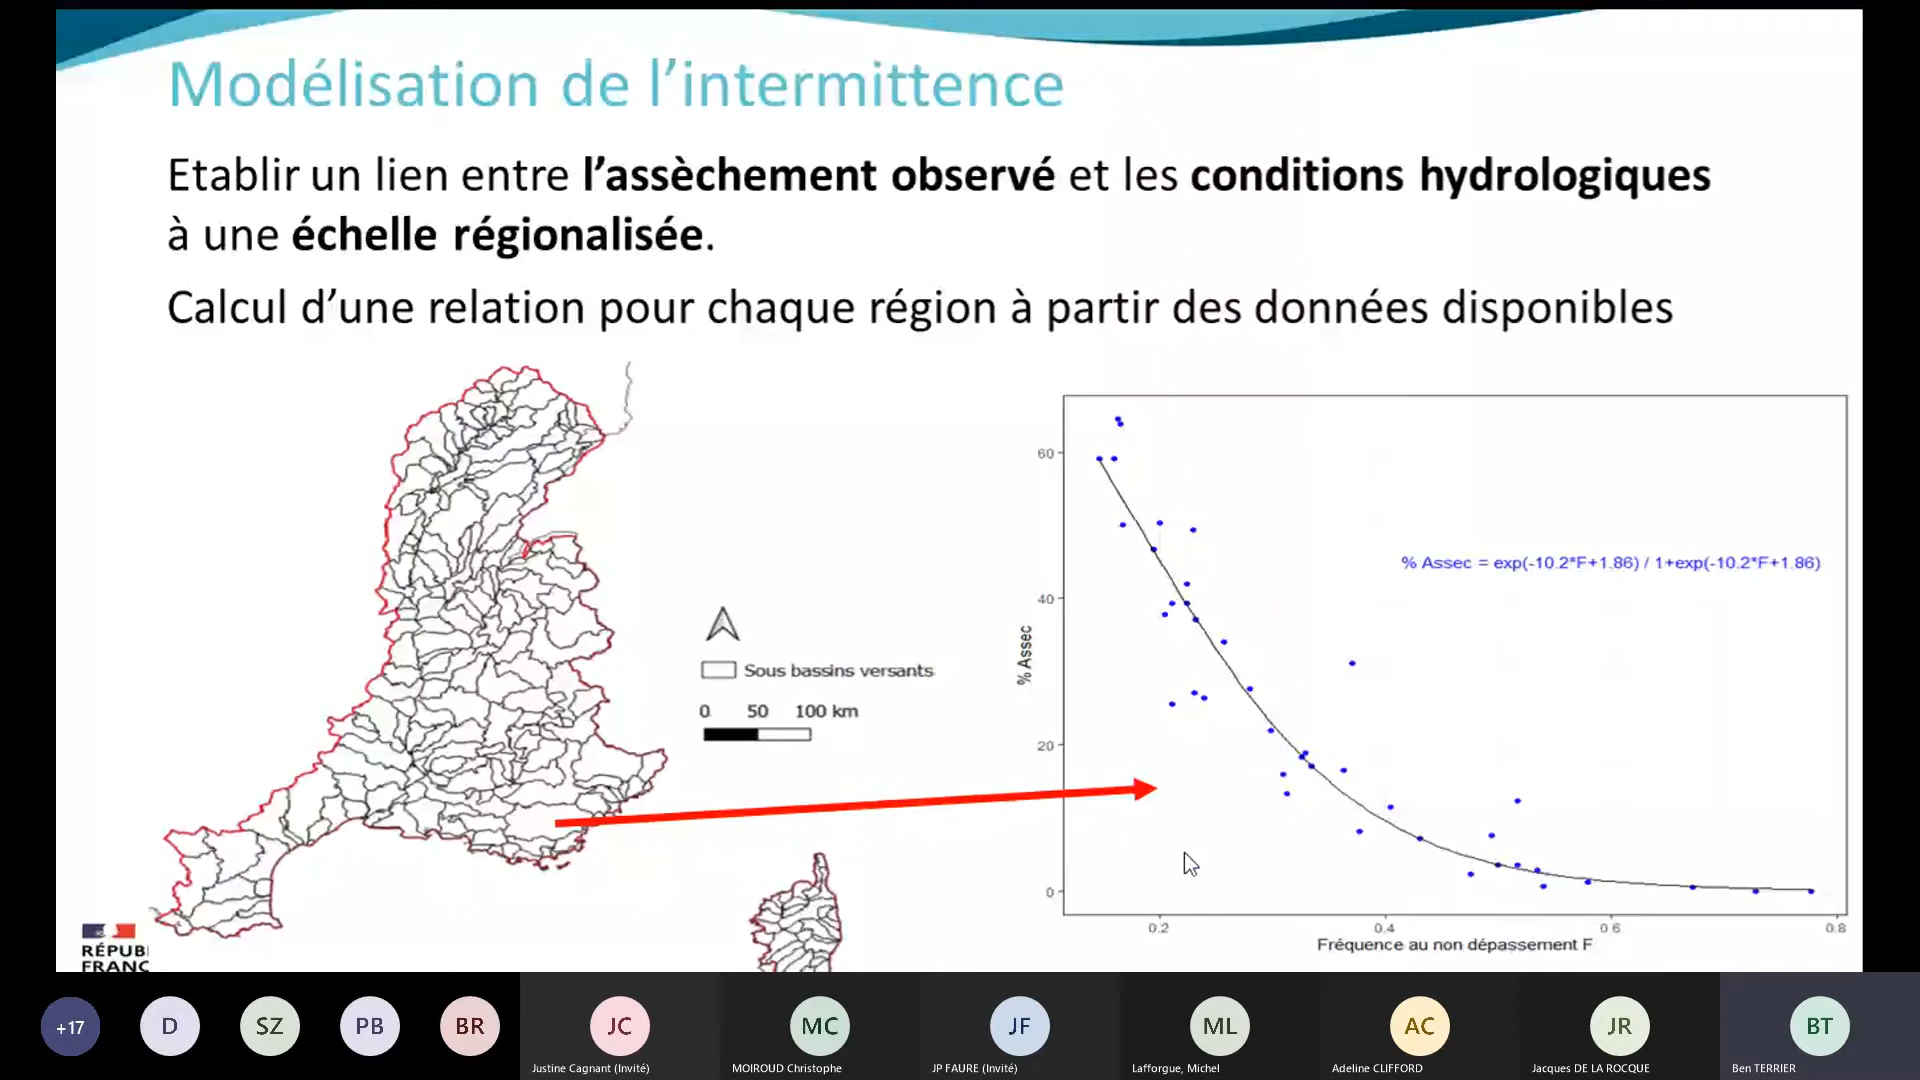 Modélisation de l’intermittence
Etablir un lien entre l’assèchement observé et les conditions hydrologiques
à une échelle régionalisée.
Calcul d’une relation pour chaque région à partir des données disponibles
Sous bassins versants
0 50 100 km
60
40
20
0
% Assec
% Assec = exp(-10.2*F+1.86) / 1+exp(-10.2*F+1.86)
0.2 0.4 0.6 0.8
Fréquence au non dépassement F
RÉPUB
FRANC
+17 D SZ PB BR JC MC JF ML AC JR BT
Justine Cagnant (Invité) MOIROUD Christophe JP FAURE (Invité) Lafforgue, Michel Adeline CLIFFORD Jacques DE LA ROCQUE Ben TERRIER